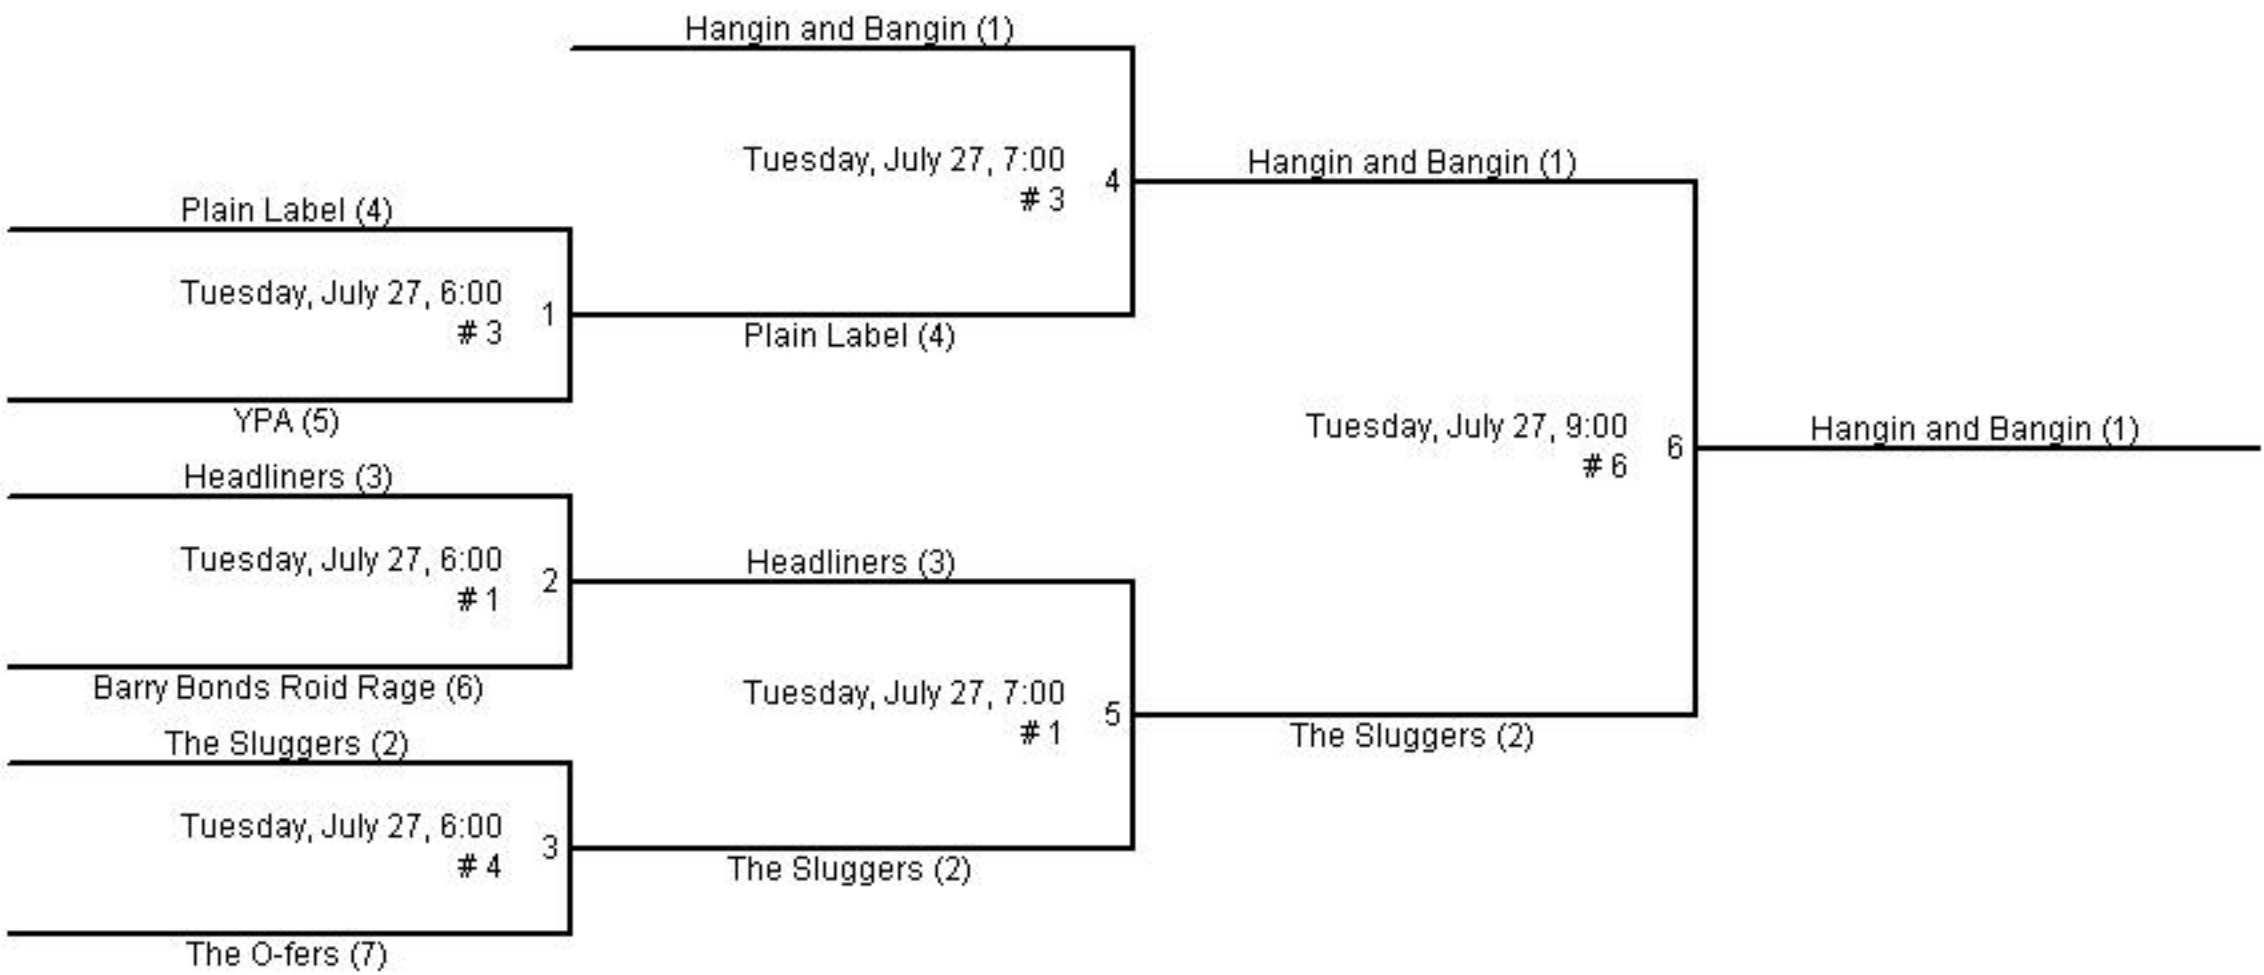 Hangin and Bangin (1)
Tuesday, July 27, 7:00
# 3
4
Hangin and Bangin (1)
Plain Label (4)
Tuesday, July 27, 6:00
# 3
1
Plain Label (4)
YPA (5)
Tuesday, July 27, 9:00
# 6
6
Hangin and Bangin (1)
Headliners (3)
Tuesday, July 27, 6:00
# 1
2
Headliners (3)
Barry Bonds Roid Rage (6)
Tuesday, July 27, 7:00
# 1
5
The Sluggers (2)
The Sluggers (2)
Tuesday, July 27, 6:00
# 4
3
The Sluggers (2)
The O-fers (7)